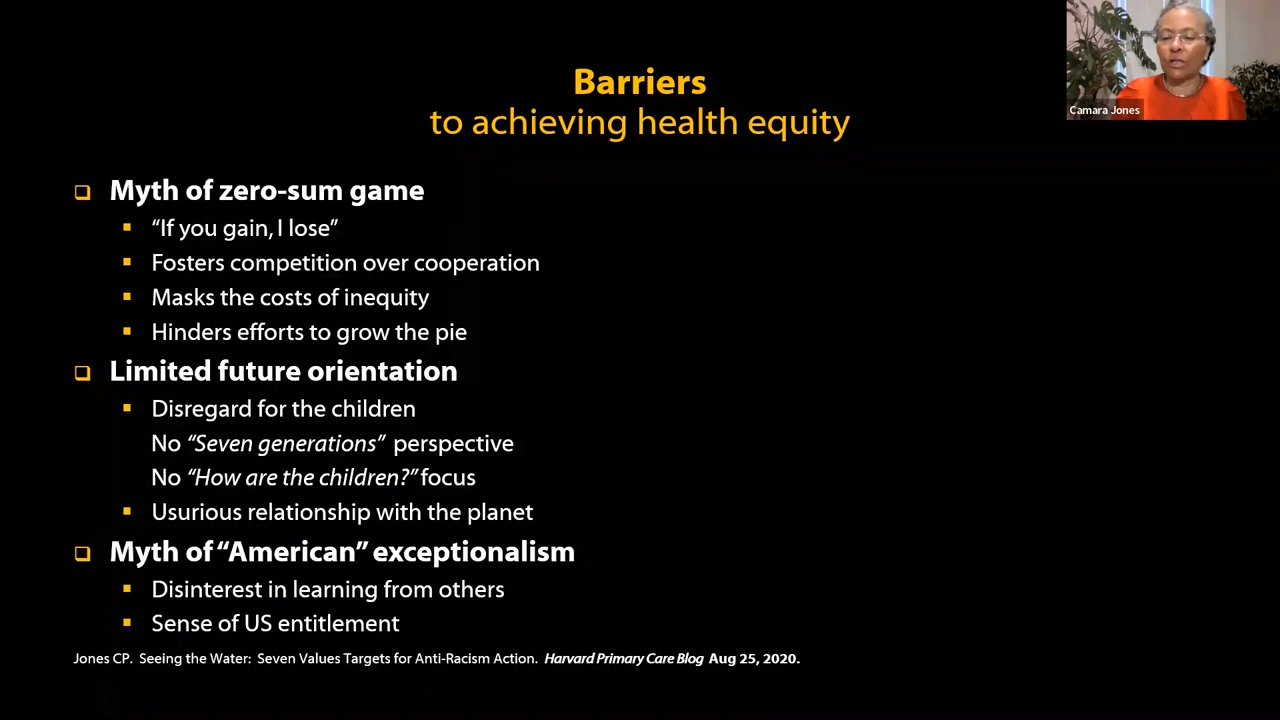 Barriers
to achieving health equity
Camara Jones
❑ Myth of zero-sum game
▪ “If you gain, I lose”
▪ Fosters competition over cooperation
▪ Masks the costs of inequity
▪ Hinders efforts to grow the pie
❑ Limited future orientation
▪ Disregard for the children
No “Seven generations” perspective
No “How are the children?” focus
▪ Usurious relationship with the planet
❑ Myth of “American” exceptionalism
▪ Disinterest in learning from others
▪ Sense of US entitlement
Jones CP. Seeing the Water: Seven Values Targets for Anti-Racism Action. Harvard Primary Care Blog Aug 25, 2020.